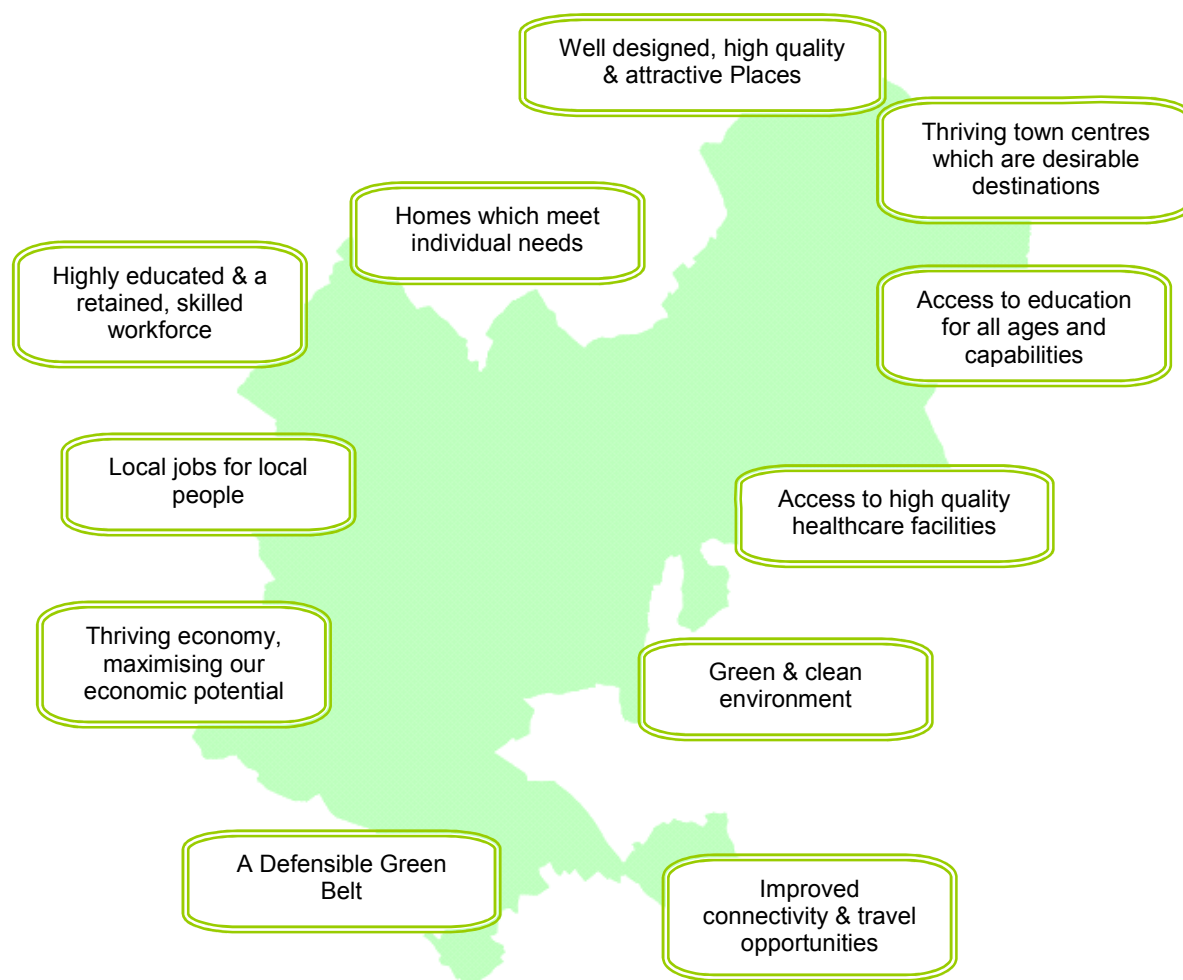 Well designed, high quality
& attractive Places
Thriving town centres
which are desirable
destinations
Homes which meet
individual needs
Highly educated & a
retained, skilled
workforce
Access to education
for all ages and
capabilities
Local jobs for local
people
Access to high quality
healthcare facilities
Thriving economy,
maximising our
economic potential
Green & clean
environment
A Defensible Green
Belt
Improved
connectivity & travel
opportunities